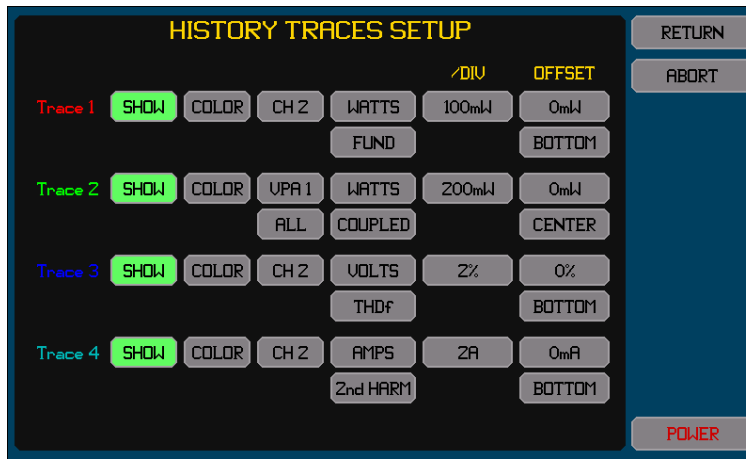 HISTORY TRACES SETUP
RETURN
/DIV OFFSET
ABORT
Trace 1 SHOW COLOR CH 2 WATTS 100mW 0mW
FUND BOTTOM
Trace 2 SHOW COLOR VPA 1 WATTS 200mW 0mW
ALL COUPLED CENTER
Trace 3 SHOW COLOR CH 2 VOLTS 2% 0%
THDf BOTTOM
Trace 4 SHOW COLOR CH 2 AMPS 2A 0mA
2nd HARM BOTTOM
POWER